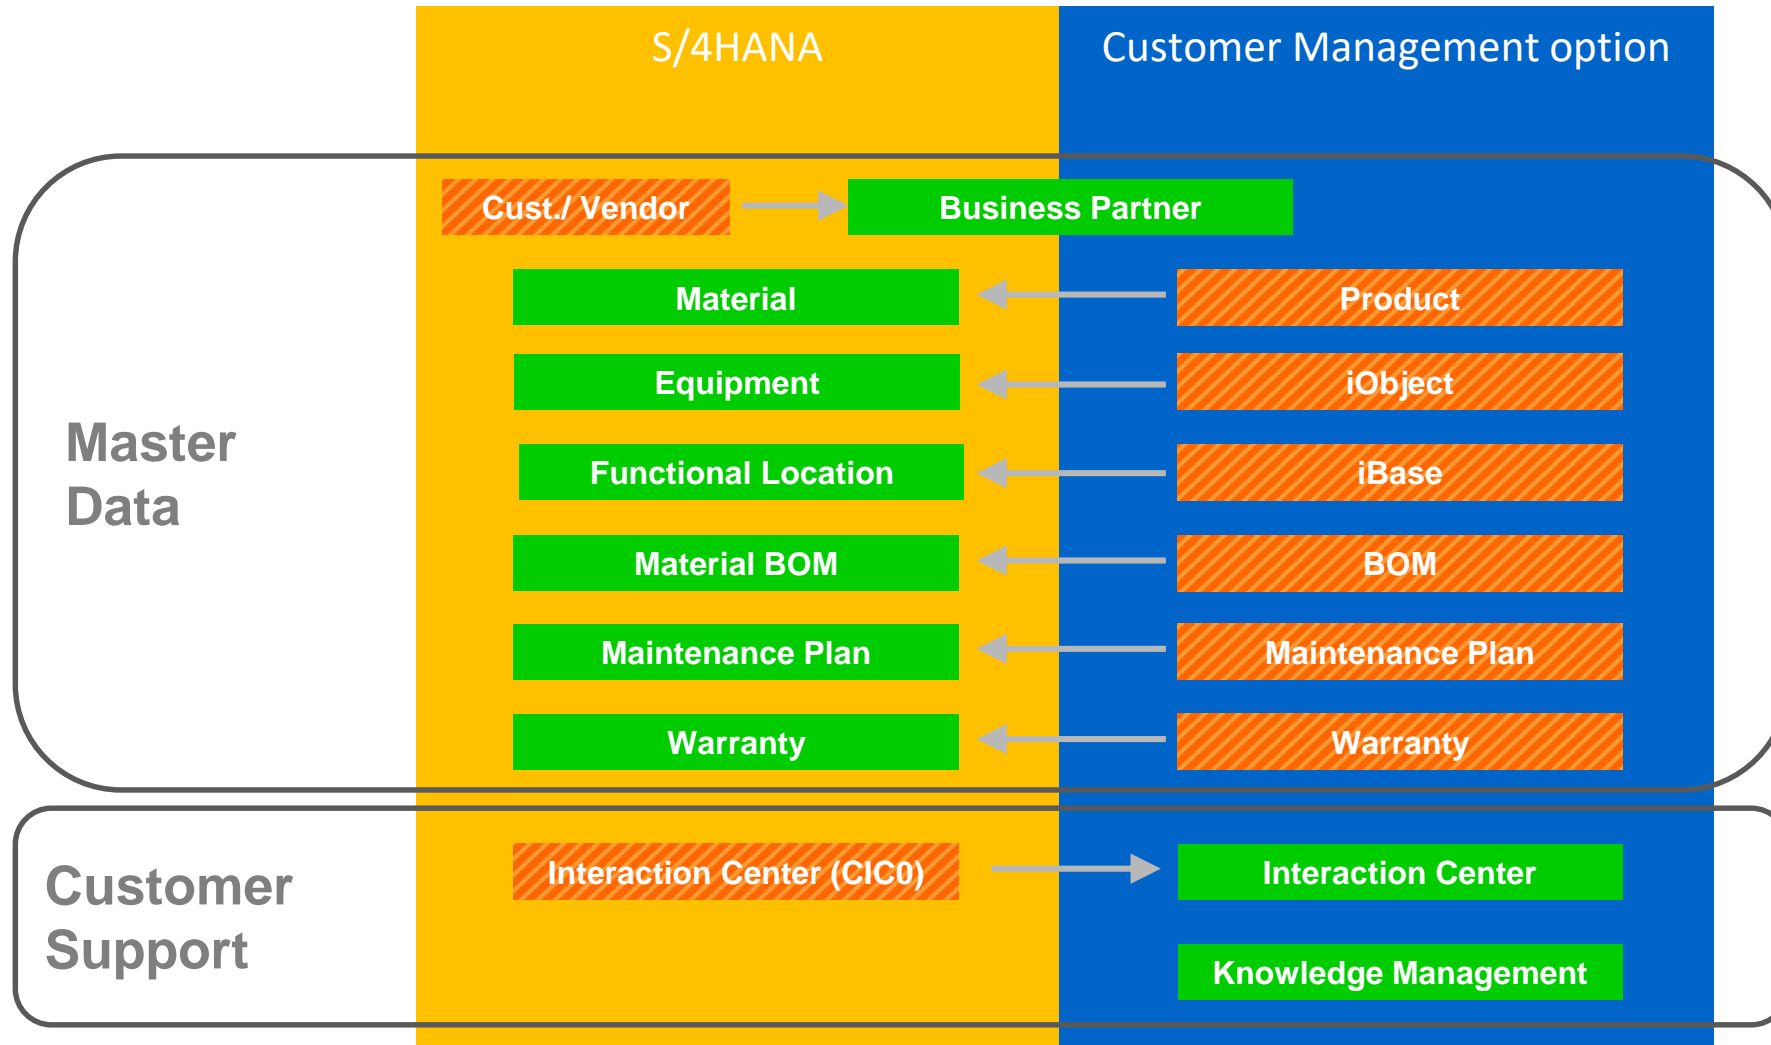 S/4HANA
Customer Management option
Cust./ Vendor
Business Partner
Material
Product
Equipment
iObject
Master
Data
Functional Location
iBase
Material BOM
BOM
Maintenance Plan
Maintenance Plan
Warranty
Warranty
Customer
Support
Interaction Center (CIC0)
Interaction Center
Knowledge Management